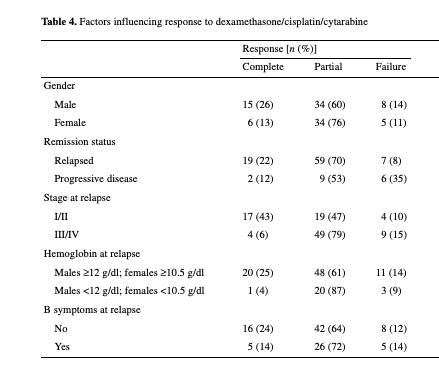 Table 4. Factors influencing response to dexamethasone/cisplatin/cytarabine
Response [n (%)]
Complete Partial Failure
Gender
Male 15 (26) 34 (60) 8 (14)
Female 6 (13) 34 (76) 5 (11)
Remission status
Relapsed 19 (22) 59 (70) 7 (8)
Progressive disease 2 (12) 9 (53) 6 (35)
Stage at relapse
I/II 17 (43) 19 (47) 4 (10)
III/IV 4 (6) 49 (79) 9 (15)
Hemoglobin at relapse
Males ≥12 g/dl; females ≥10.5 g/dl 20 (25) 48 (61) 11 (14)
Males <12 g/dl; females <10.5 g/dl 1 (4) 20 (87) 3 (9)
B symptoms at relapse
No 16 (24) 42 (64) 8 (12)
Yes 5 (14) 26 (72) 5 (14)